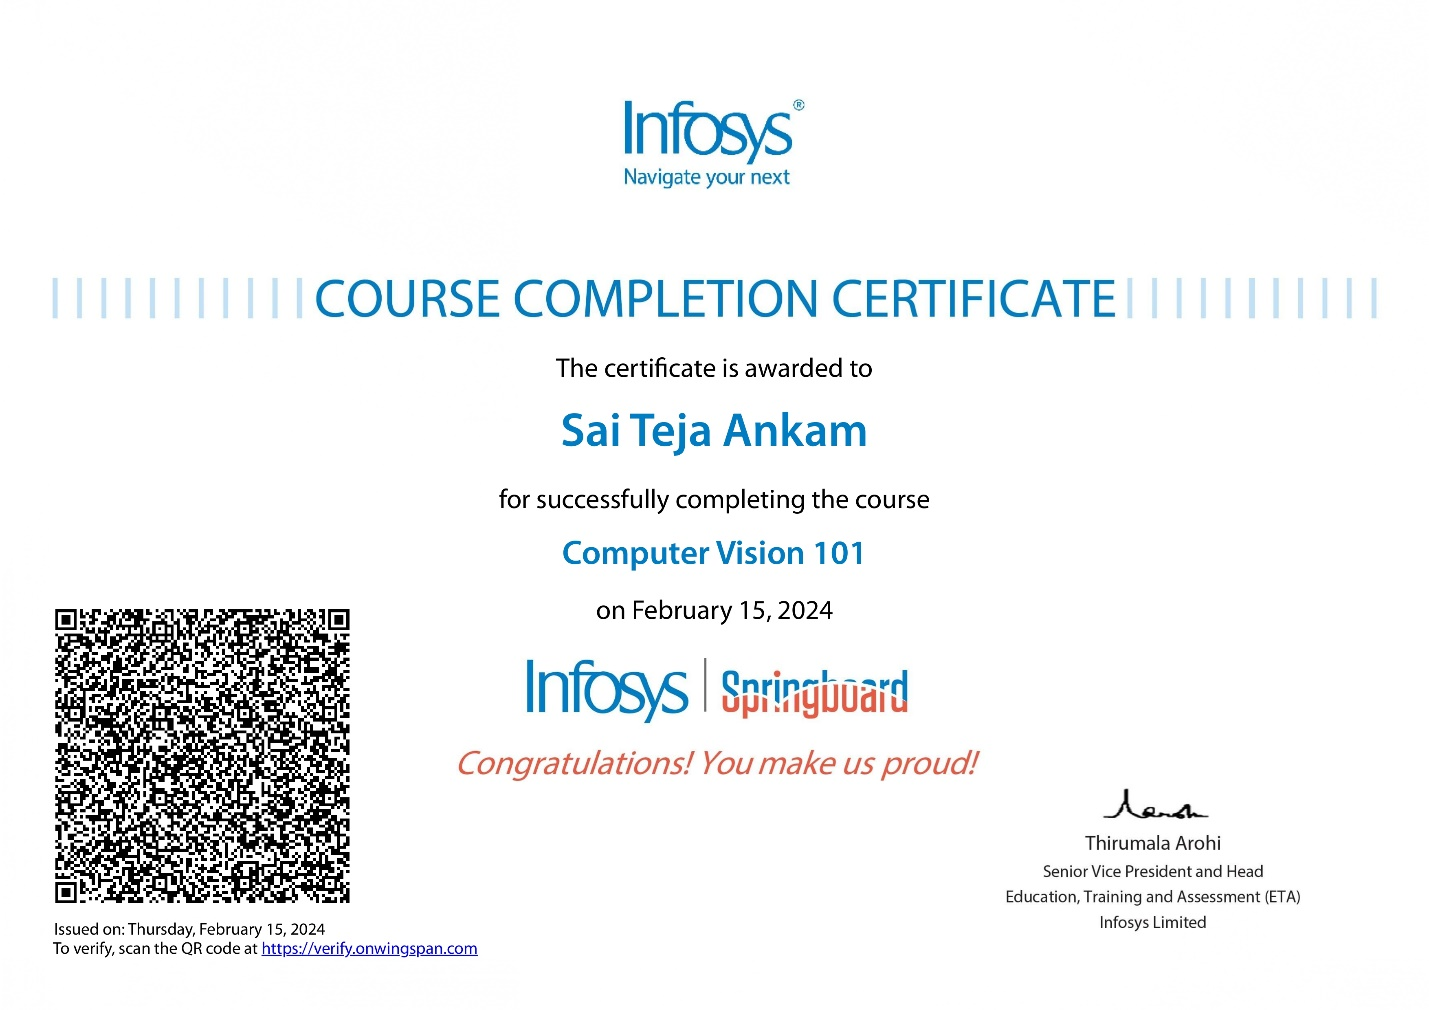 Infosys®
Navigate your next
COURSE COMPLETION CERTIFICATE
The certificate is awarded to
Sai Teja Ankam
for successfully completing the course
Computer Vision 101
on February 15, 2024
Infosys | Springboard
Congratulations! You make us proud!
Thirumala Arohi
Senior Vice President and Head
Education, Training and Assessment (ETA)
Infosys Limited
Issued on: Thursday, February 15, 2024
To verify, scan the QR code at https://verify.onwingspan.com